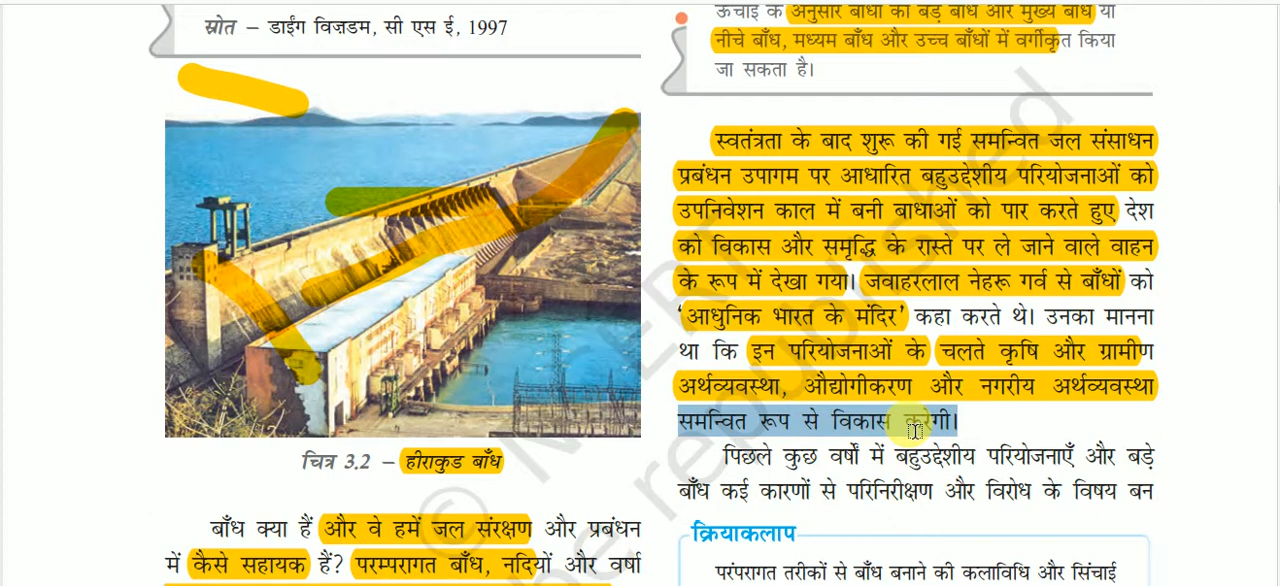 स्रोत – डाईंग विज़डम, सी एस ई, 1997
चित्र 3.2 – हीराकुड बाँध
बाँध क्या हैं और वे हमें जल संरक्षण और प्रबंधन
में कैसे सहायक हैं? परम्परागत बाँध, नदियों और वर्षा
ऊँचाई के अनुसार बाँधों को बड़े बाँध और मुख्य बाँध या
नीचे बाँध, मध्यम बाँध और उच्च बाँधों में वर्गीकृत किया
जा सकता है।
स्वतंत्रता के बाद शुरू की गई समन्वित जल संसाधन
प्रबंधन उपागम पर आधारित बहुउद्देशीय परियोजनाओं को
उपनिवेशन काल में बनी बाधाओं को पार करते हुए देश
को विकास और समृद्धि के रास्ते पर ले जाने वाले वाहन
के रूप में देखा गया। जवाहरलाल नेहरू गर्व से बाँधों को
‘आधुनिक भारत के मंदिर’ कहा करते थे। उनका मानना
था कि इन परियोजनाओं के चलते कृषि और ग्रामीण
अर्थव्यवस्था, औद्योगीकरण और नगरीय अर्थव्यवस्था
समन्वित रूप से विकास करेगी।
पिछले कुछ वर्षों में बहुउद्देशीय परियोजनाएँ और बड़े
बाँध कई कारणों से परिनिरीक्षण और विरोध के विषय बन
क्रियाकलाप
परंपरागत तरीकों से बाँध बनाने की कलाविधि और सिंचाई